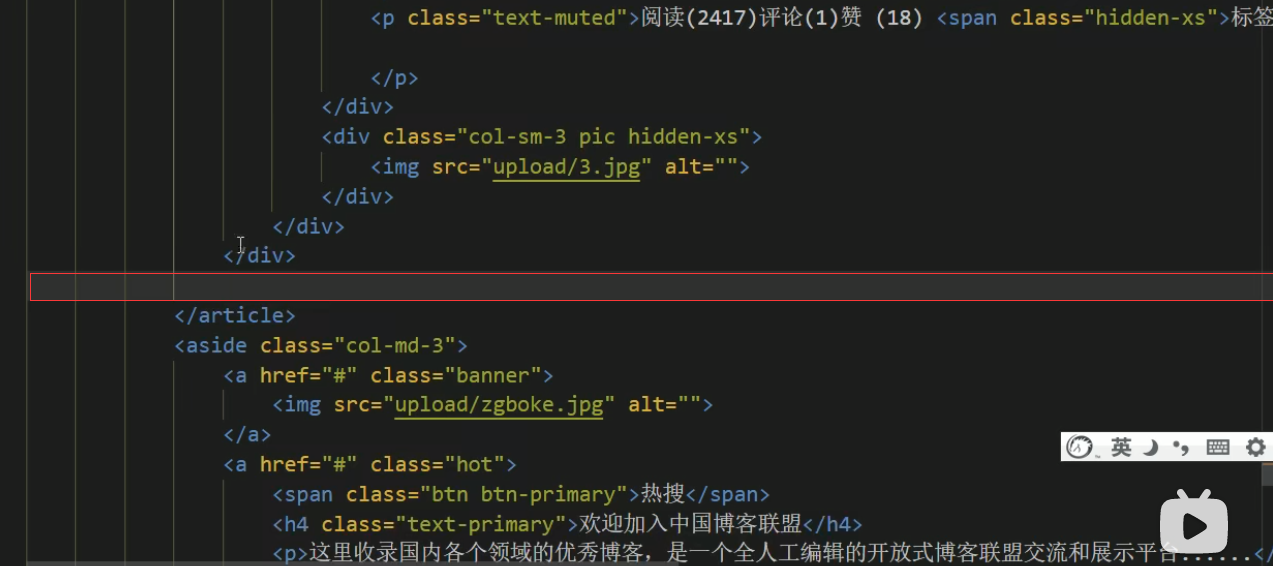 <p class="text-muted">阅读(2417)评论(1)赞 (18) <span class="hidden-xs">标签
</p>
</div>
<div class="col-sm-3 pic hidden-xs">
<img src="upload/3.jpg" alt="">
</div>
</div>
</div>
</article>
<aside class="col-md-3">
<a href="#" class="banner">
<img src="upload/zgboke.jpg" alt="">
</a>
<a href="#" class="hot">
<span class="btn btn-primary">热搜</span>
<h4 class="text-primary">欢迎加入中国博客联盟</h4>
英
<p>这里收录国内各个领域的优秀博客，是一个全人工编辑的开放式博客联盟交流和展示平台......</